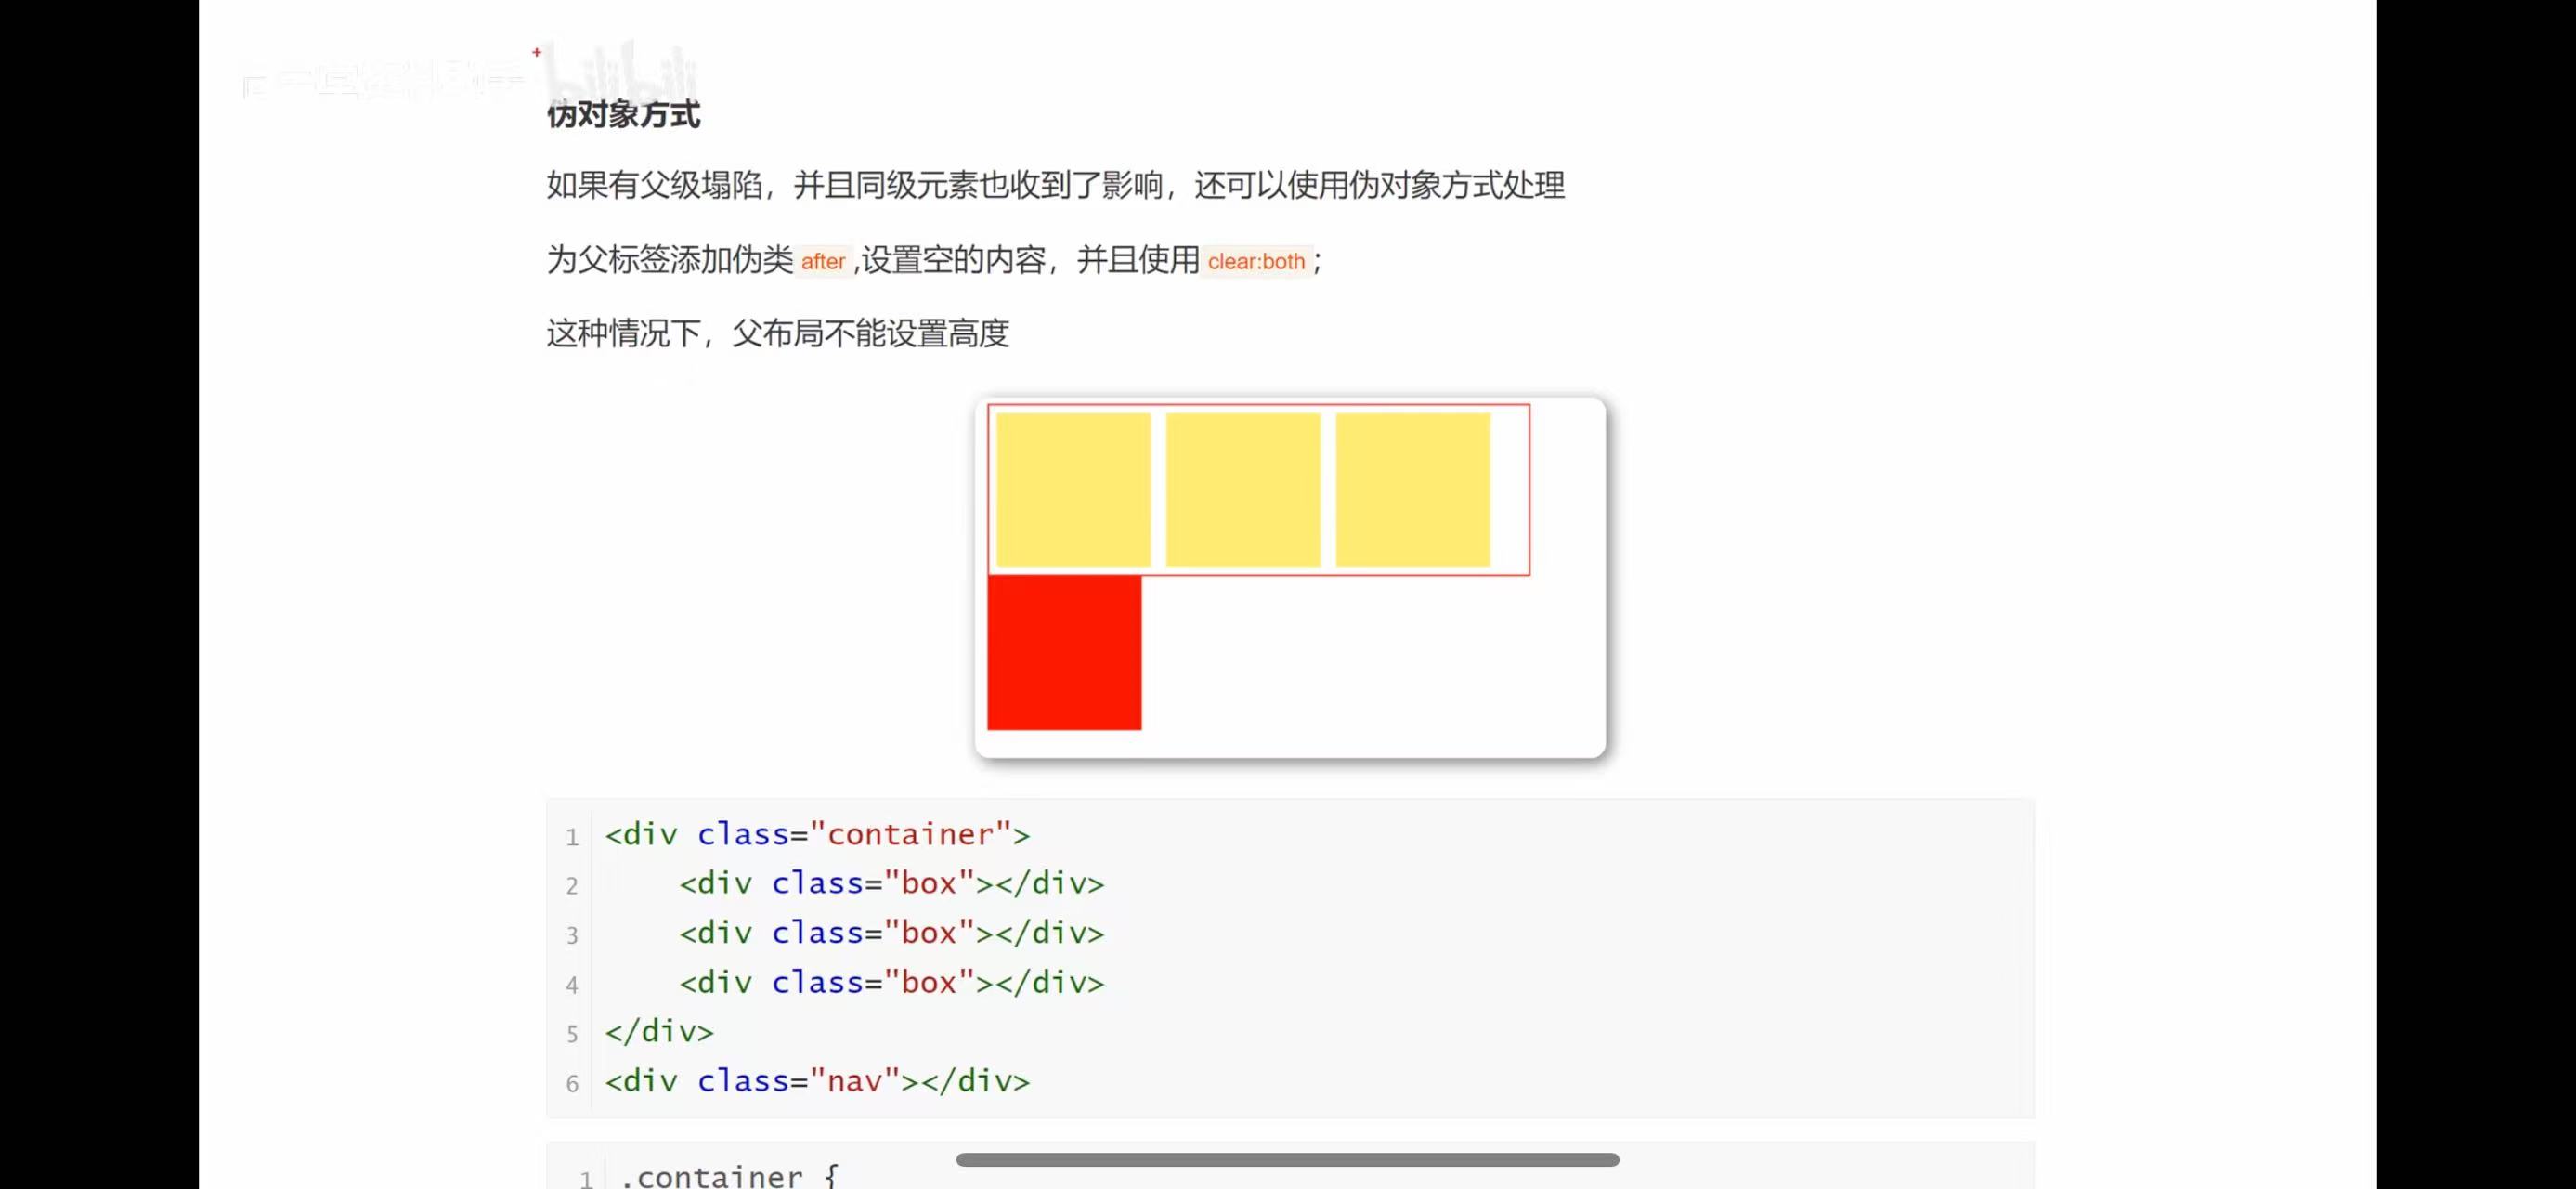 bilibili
伪对象方式
如果有父级塌陷，并且同级元素也收到了影响，还可以使用伪对象方式处理
为父标签添加伪类 after ,设置空的内容，并且使用 clear:both ;
这种情况下，父布局不能设置高度
1 <div class="container">
2     <div class="box"></div>
3     <div class="box"></div>
4     <div class="box"></div>
5 </div>
6 <div class="nav"></div>
1 .container {